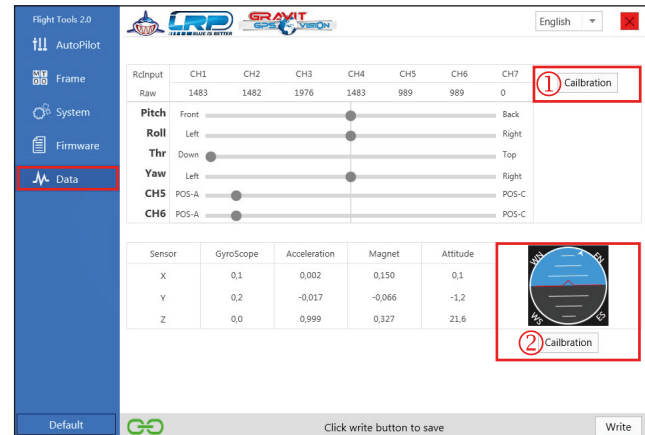 Flight Tools 2.0
LRP
BLUE IS BETTER
GRAVIT
GPS VISION
English
AutoPilot
MT
OD
Frame
System
Firmware
Data
RcInput CH1 CH2 CH3 CH4 CH5 CH6 CH7
Raw 1483 1482 1976 1483 989 989 0
① Cailbration
Pitch Front Back
Roll Left Right
Thr Down Top
Yaw Left Right
CH5 POS-A POS-C
CH6 POS-A POS-C
Sensor GyroScope Acceleration Magnet Attitude
X 0,1 0,002 0,150 0,1
Y 0,2 -0,017 -0,066 -1,2
Z 0,0 0,999 0,327 21,6
WN EN
WS ES
② Cailbration
Default
Click write button to save
Write